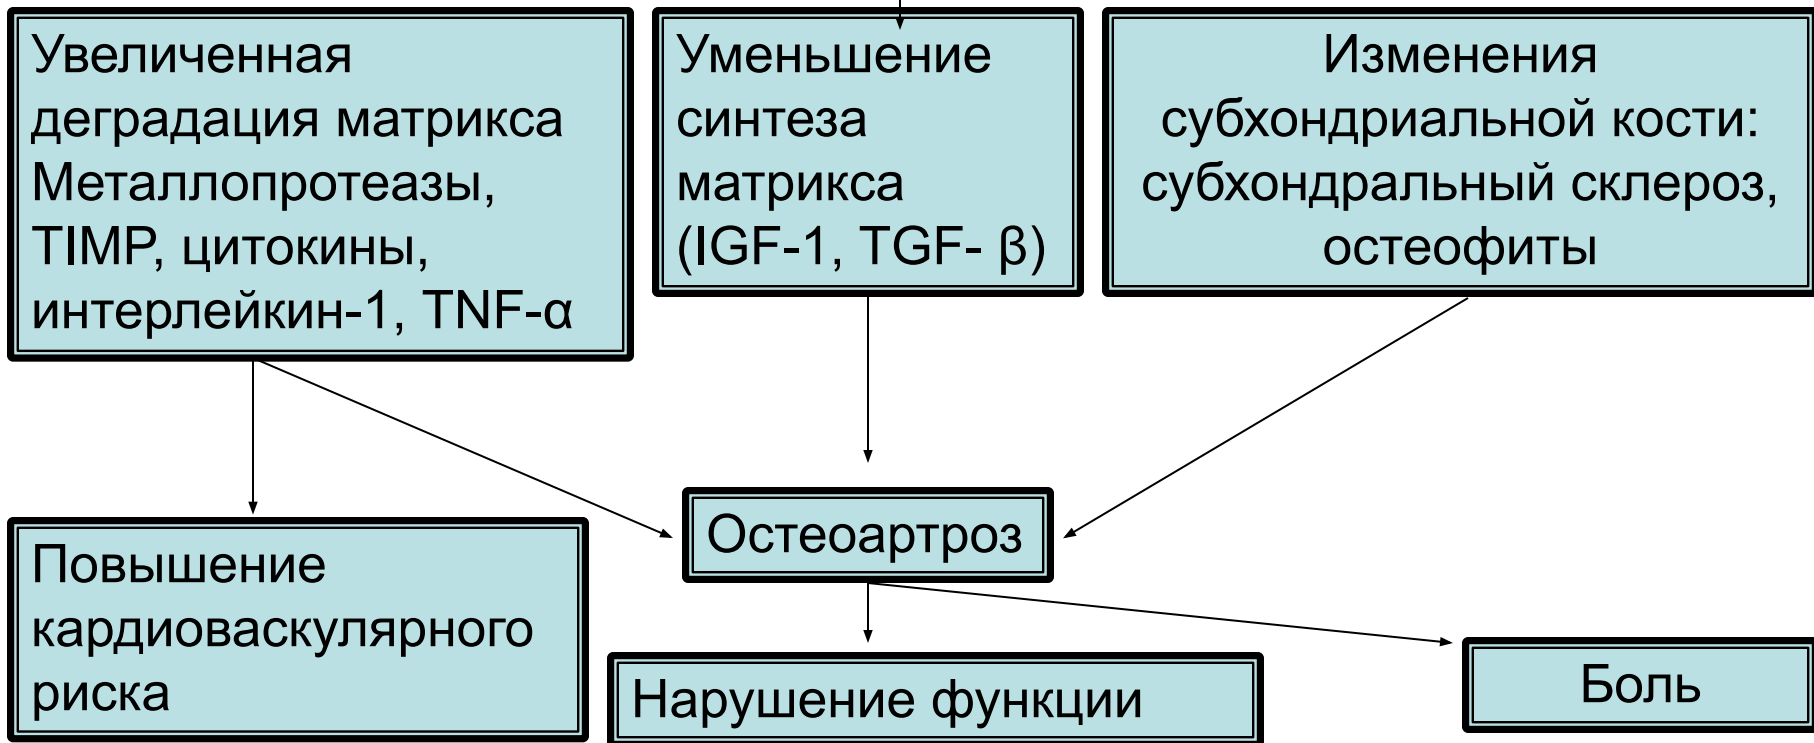 Увеличенная
деградация матрикса
Металлопротеазы,
TIMP, цитокины,
интерлейкин-1, TNF-α
Уменьшение
синтеза
матрикса
(IGF-1, TGF- β)
Изменения
субхондриальной кости:
субхондральный склероз,
остеофиты
Остеоартроз
Повышение
кардиоваскулярного
риска
Нарушение функции
Боль